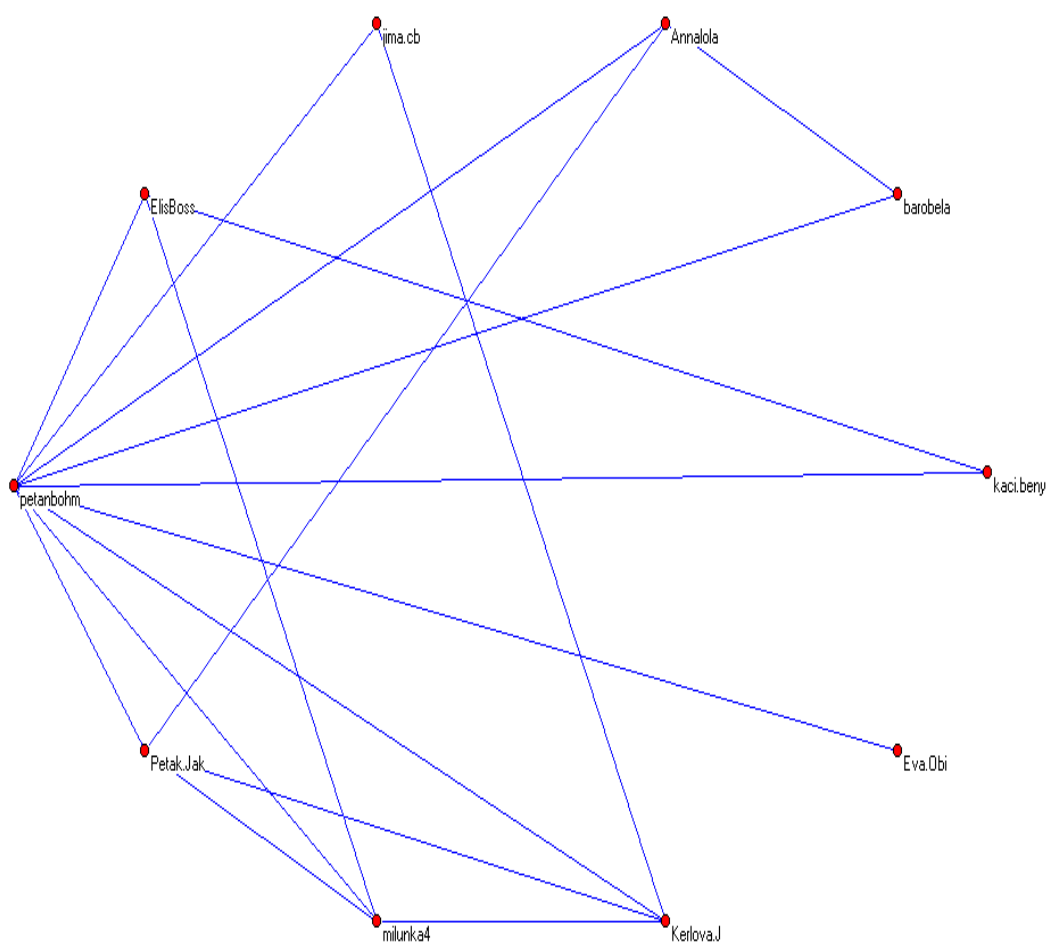 jima.cb
Annalola
ElisBoss
barobela
petanbohm
kaci.beny
Petak.Jak
Eva.Obi
milunka4
Kerlova.J